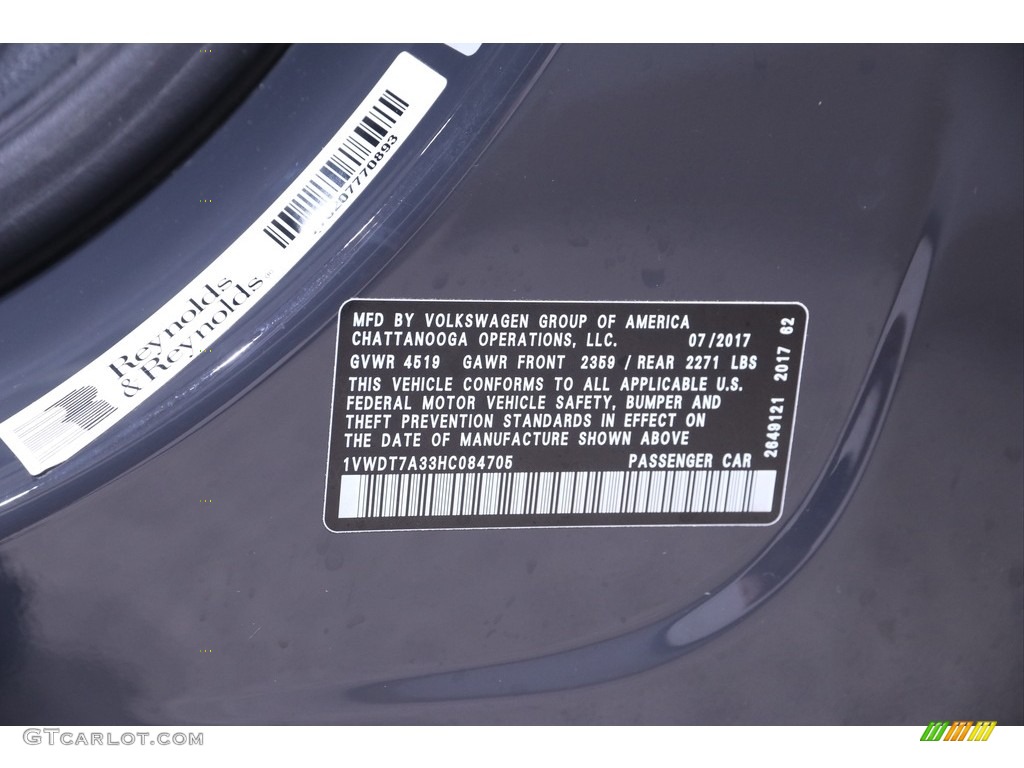 Reynolds
& Reynolds
MFD BY VOLKSWAGEN GROUP OF AMERICA
CHATTANOOGA OPERATIONS, LLC. 07/2017
GVWR 4519 GAWR FRONT 2359 / REAR 2271 LBS
THIS VEHICLE CONFORMS TO ALL APPLICABLE U.S.
FEDERAL MOTOR VEHICLE SAFETY, BUMPER AND
THEFT PREVENTION STANDARDS IN EFFECT ON
THE DATE OF MANUFACTURE SHOWN ABOVE
1VWDT7A33HC084705 PASSENGER CAR
2649121 2017 62
GTCARLOT.COM